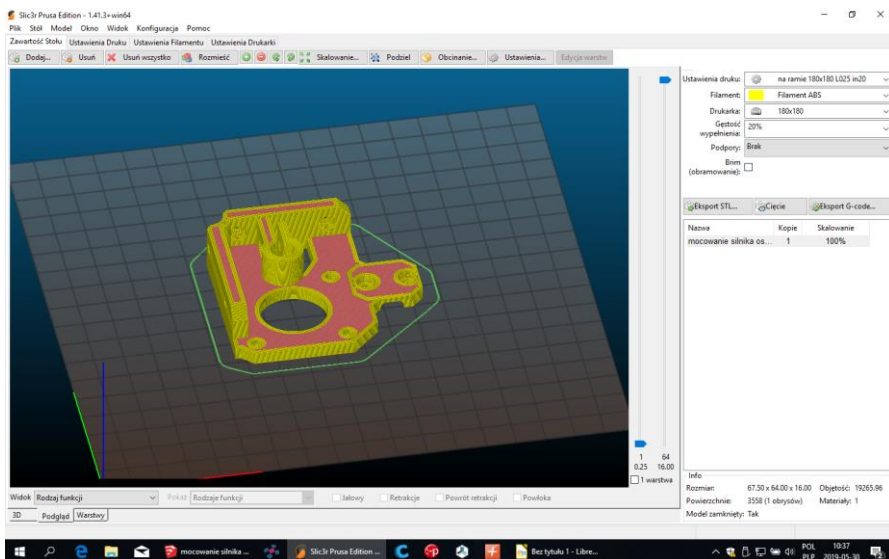 Slic3r Prusa Edition - 1.41.3+win64
Plik Stół Model Okno Widok Konfiguracja Pomoc
Zawartość Stołu Ustawienia Druku Ustawienia Filamentu Ustawienia Drukarki
Dodaj... Usuń Usuń wszystko Rozmieść Skalowanie... Podziel Obcinanie... Ustawienia... Edycja warstw
Ustawienia druku: na ramie 180x180 L025 in20
Filament: Filament ABS
Drukarka: 180x180
Gęstość wypełnienia: 20%
Podpory: Brak
Brim (obramowanie):
Eksport STL... Cięcie Eksport G-code...
Nazwa Kopie Skalowanie
mocowanie silnika os... 1 100%
1 64
0.25 16.00
1 warstwa
Info
Rozmiar: 67.50 x 64.00 x 16.00 Objętość: 19265.96
Powierzchnie: 3558 (1 obrysów) Materiały: 1
Model zamknięty: Tak
Widok Rodzaj funkcji Pokaż Rodzaje funkcji Jałowy Retrakcje Powrót retrakcji Powłoka
3D Podgląd Warstwy
mocowanie silnika ... Slic3r Prusa Edition ... Bez tytułu 1 - Libre...
POL 10:37
PLP 2019-05-30